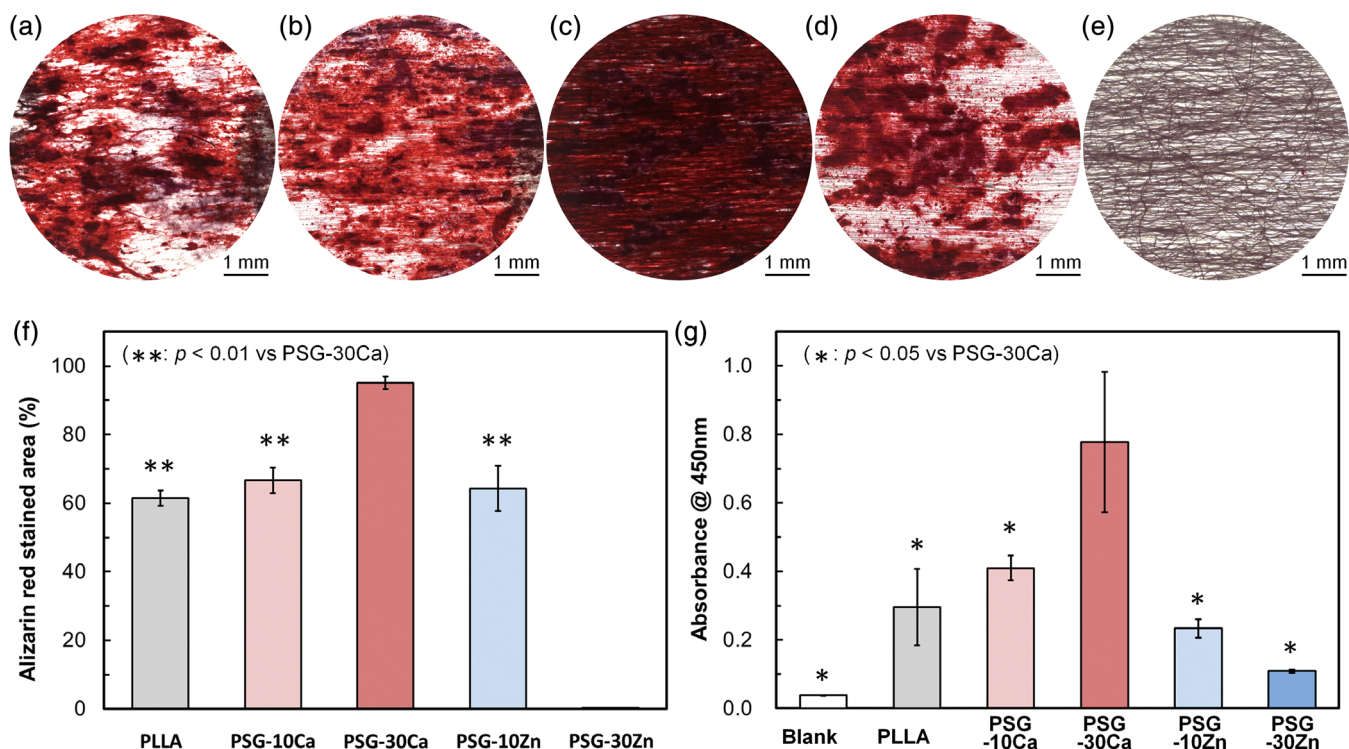 (a)
(b)
(c)
(d)
(e)
1 mm
1 mm
1 mm
1 mm
1 mm
(f)
(∗∗: p < 0.01 vs PSG-30Ca)
Alizarin red stained area (%)
100
80
60
40
20
0
∗∗
∗∗
∗∗
PLLA
PSG-10Ca
PSG-30Ca
PSG-10Zn
PSG-30Zn
(g)
(∗: p < 0.05 vs PSG-30Ca)
Absorbance @ 450nm
1.0
0.8
0.6
0.4
0.2
0.0
∗
∗
∗
∗
∗
Blank
PLLA
PSG
-10Ca
PSG
-30Ca
PSG
-10Zn
PSG
-30Zn